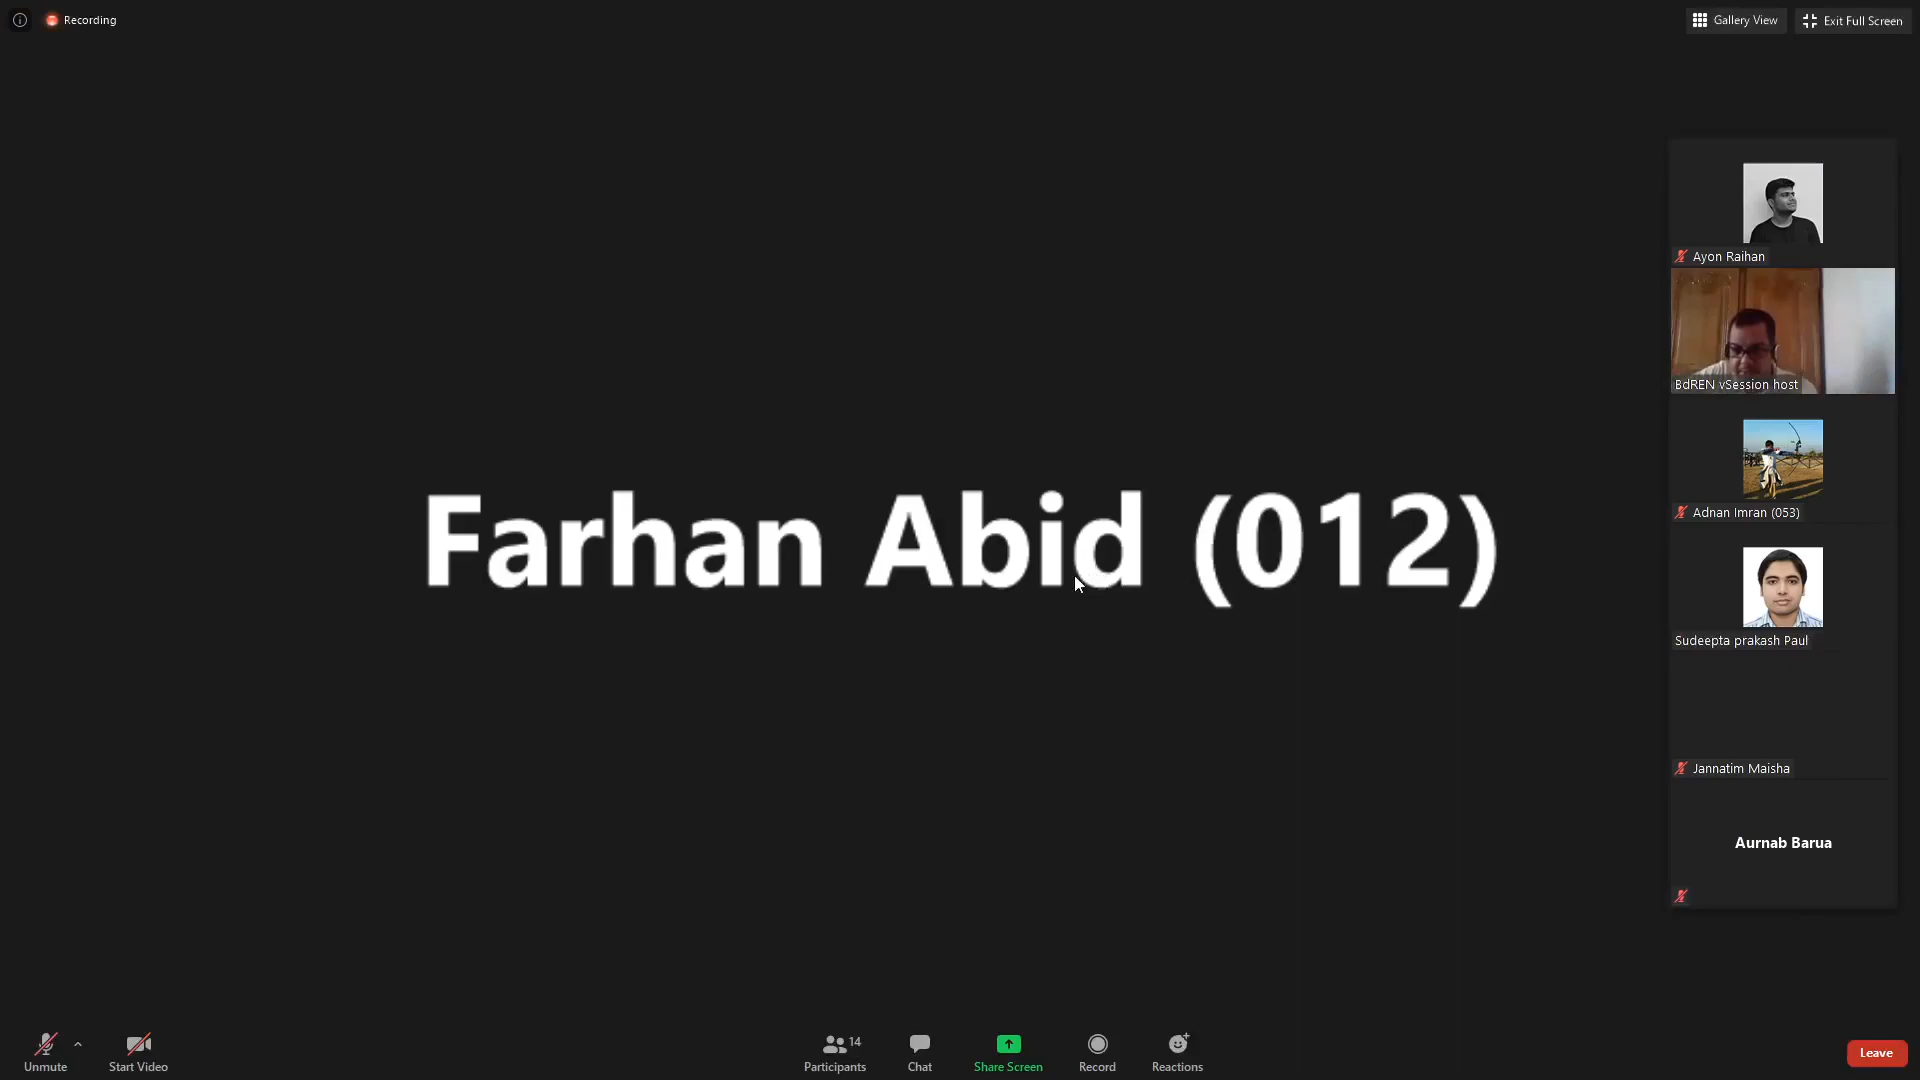 Recording
Gallery View
Exit Full Screen
Ayon Raihan
BdREN vSession host
Adnan Imran (053)
Sudeepta prakash Paul
Jannatim Maisha
Aurnab Barua
Farhan Abid (012)
Unmute
Start Video
14
Participants
Chat
Share Screen
Record
Reactions
Leave